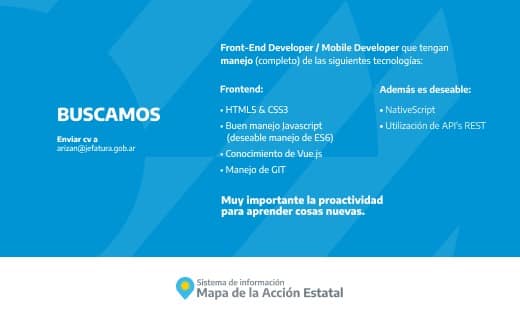 Front-End Developer / Mobile Developer que tengan
manejo (completo) de las siguientes tecnologías:
BUSCAMOS
Enviar cv a
arizan@jefatura.gob.ar
Frontend:
• HTML5 & CSS3
• Buen manejo Javascript
(deseable manejo de ES6)
• Conocimiento de Vue.js
• Manejo de GIT
Además es deseable:
• NativeScript
• Utilización de API's REST
Muy importante la proactividad
para aprender cosas nuevas.
Sistema de información
Mapa de la Acción Estatal